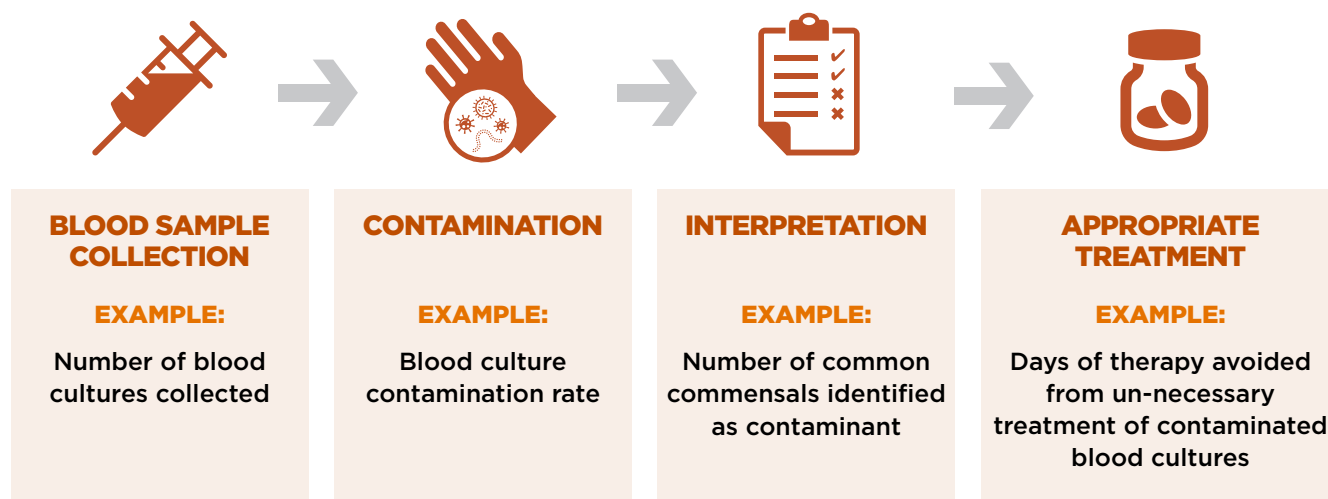 BLOOD SAMPLE
COLLECTION
EXAMPLE:
Number of blood
cultures collected
CONTAMINATION
EXAMPLE:
Blood culture
contamination rate
INTERPRETATION
EXAMPLE:
Number of common
commensals identified
as contaminant
APPROPRIATE
TREATMENT
EXAMPLE:
Days of therapy avoided
from un-necessary
treatment of contaminated
blood cultures